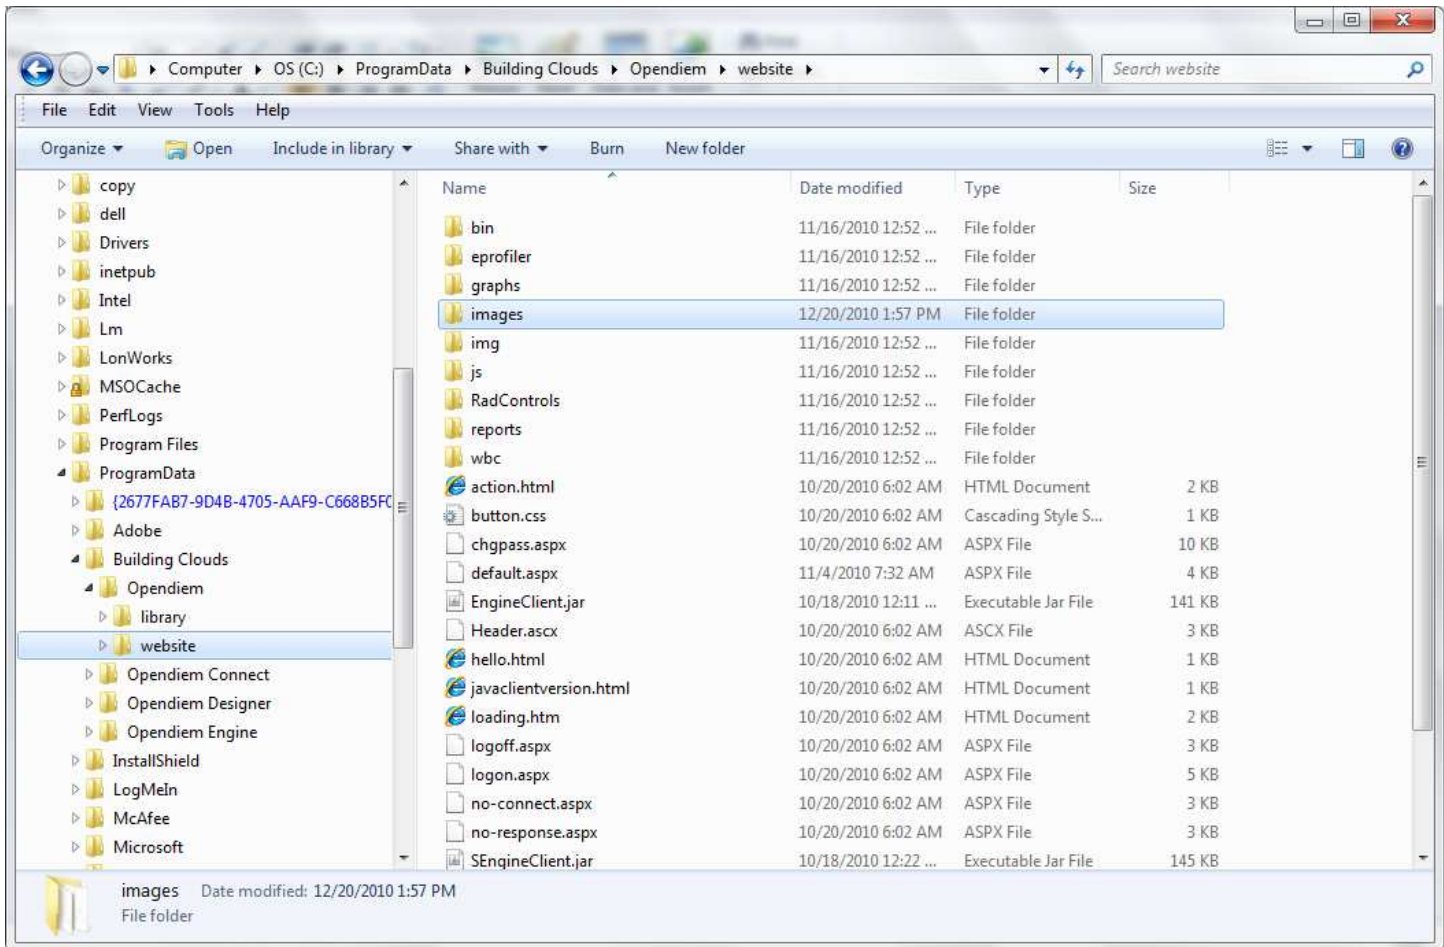 Computer OS (C:) ProgramData Building Clouds Opendiem website Search website
File Edit View Tools Help
Organize Open Include in library Share with Burn New folder
copy
dell
Drivers
inetpub
Intel
Lm
LonWorks
MSOCache
PerfLogs
Program Files
ProgramData
{2677FAB7-9D4B-4705-AAF9-C668B5F0
Adobe
Building Clouds
Opendiem
library
website
Opendiem Connect
Opendiem Designer
Opendiem Engine
InstallShield
LogMeIn
McAfee
Microsoft
Name Date modified Type Size
bin 11/16/2010 12:52 ... File folder
eprofiler 11/16/2010 12:52 ... File folder
graphs 11/16/2010 12:52 ... File folder
images 12/20/2010 1:57 PM File folder
img 11/16/2010 12:52 ... File folder
js 11/16/2010 12:52 ... File folder
RadControls 11/16/2010 12:52 ... File folder
reports 11/16/2010 12:52 ... File folder
wbc 11/16/2010 12:52 ... File folder
action.html 10/20/2010 6:02 AM HTML Document 2 KB
button.css 10/20/2010 6:02 AM Cascading Style S... 1 KB
chgpass.aspx 10/20/2010 6:02 AM ASPX File 10 KB
default.aspx 11/4/2010 7:32 AM ASPX File 4 KB
EngineClient.jar 10/18/2010 12:11 ... Executable Jar File 141 KB
Header.ascx 10/20/2010 6:02 AM ASCX File 3 KB
hello.html 10/20/2010 6:02 AM HTML Document 1 KB
javaclientversion.html 10/20/2010 6:02 AM HTML Document 1 KB
loading.htm 10/20/2010 6:02 AM HTML Document 2 KB
logoff.aspx 10/20/2010 6:02 AM ASPX File 3 KB
logon.aspx 10/20/2010 6:02 AM ASPX File 5 KB
no-connect.aspx 10/20/2010 6:02 AM ASPX File 3 KB
no-response.aspx 10/20/2010 6:02 AM ASPX File 3 KB
SEngineClient.jar 10/18/2010 12:22 ... Executable Jar File 145 KB
images Date modified: 12/20/2010 1:57 PM
File folder